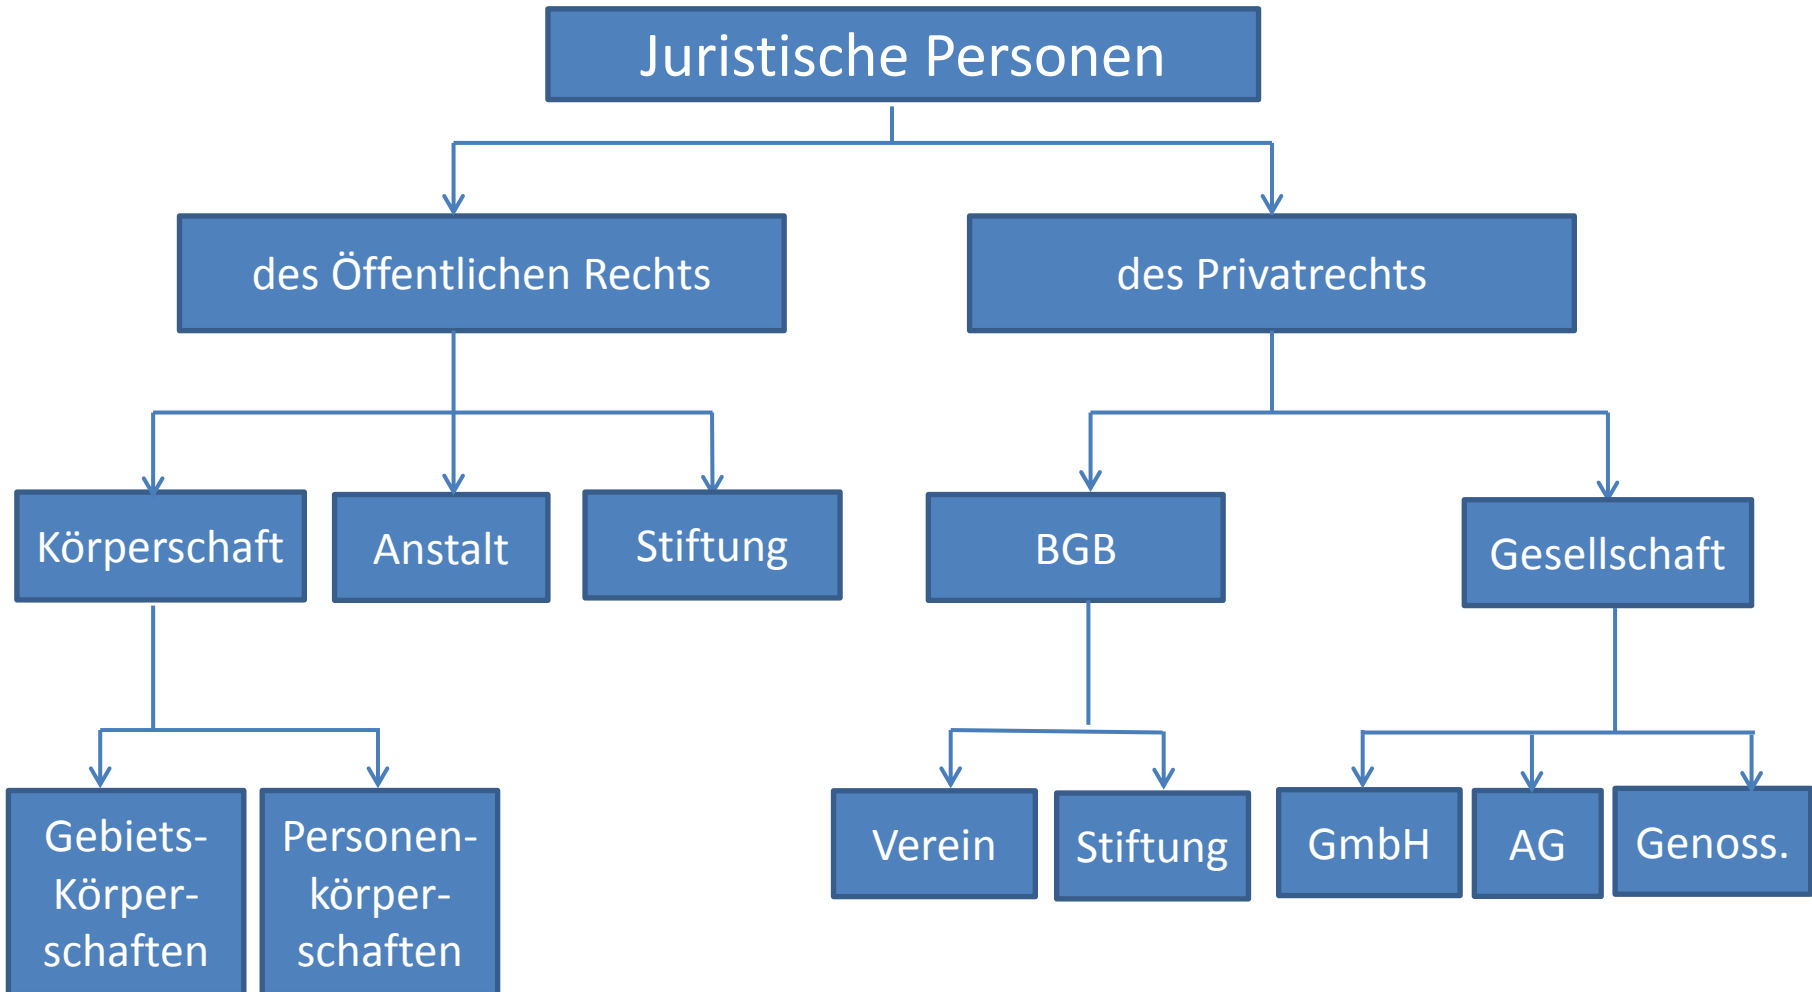 Juristische Personen
des Öffentlichen Rechts
des Privatrechts
Körperschaft
Anstalt
Stiftung
BGB
Gesellschaft
Gebiets-
Körper-
schaften
Personen-
körper-
schaften
Verein
Stiftung
GmbH
AG
Genoss.